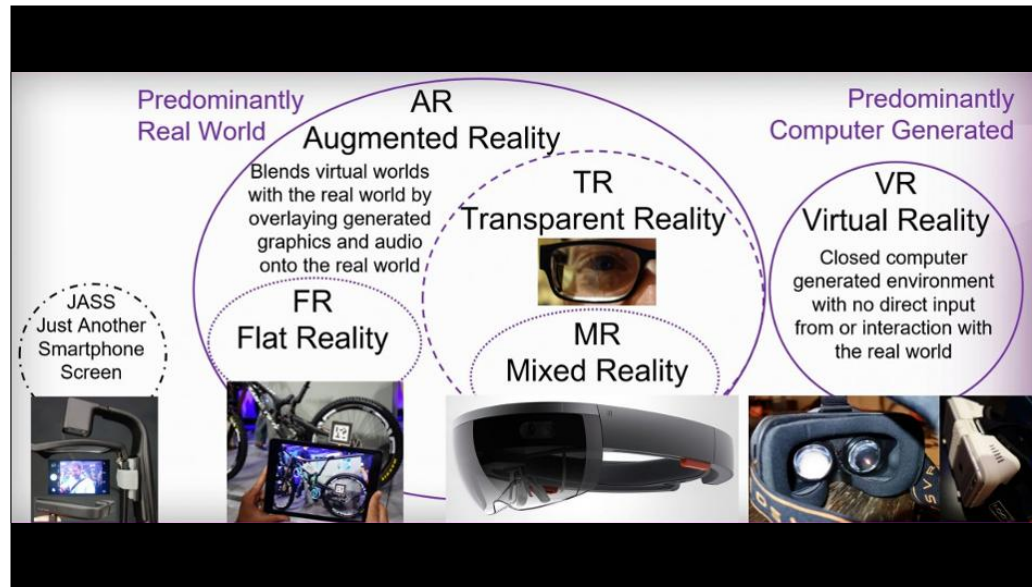 Predominantly
Real World
AR
Augmented Reality
Blends virtual worlds
with the real world by
overlaying generated
graphics and audio
onto the real world
TR
Transparent Reality
Predominantly
Computer Generated
VR
Virtual Reality
Closed computer
generated environment
with no direct input
from or interaction with
the real world
JASS
Just Another
Smartphone
Screen
FR
Flat Reality
MR
Mixed Reality
SVR